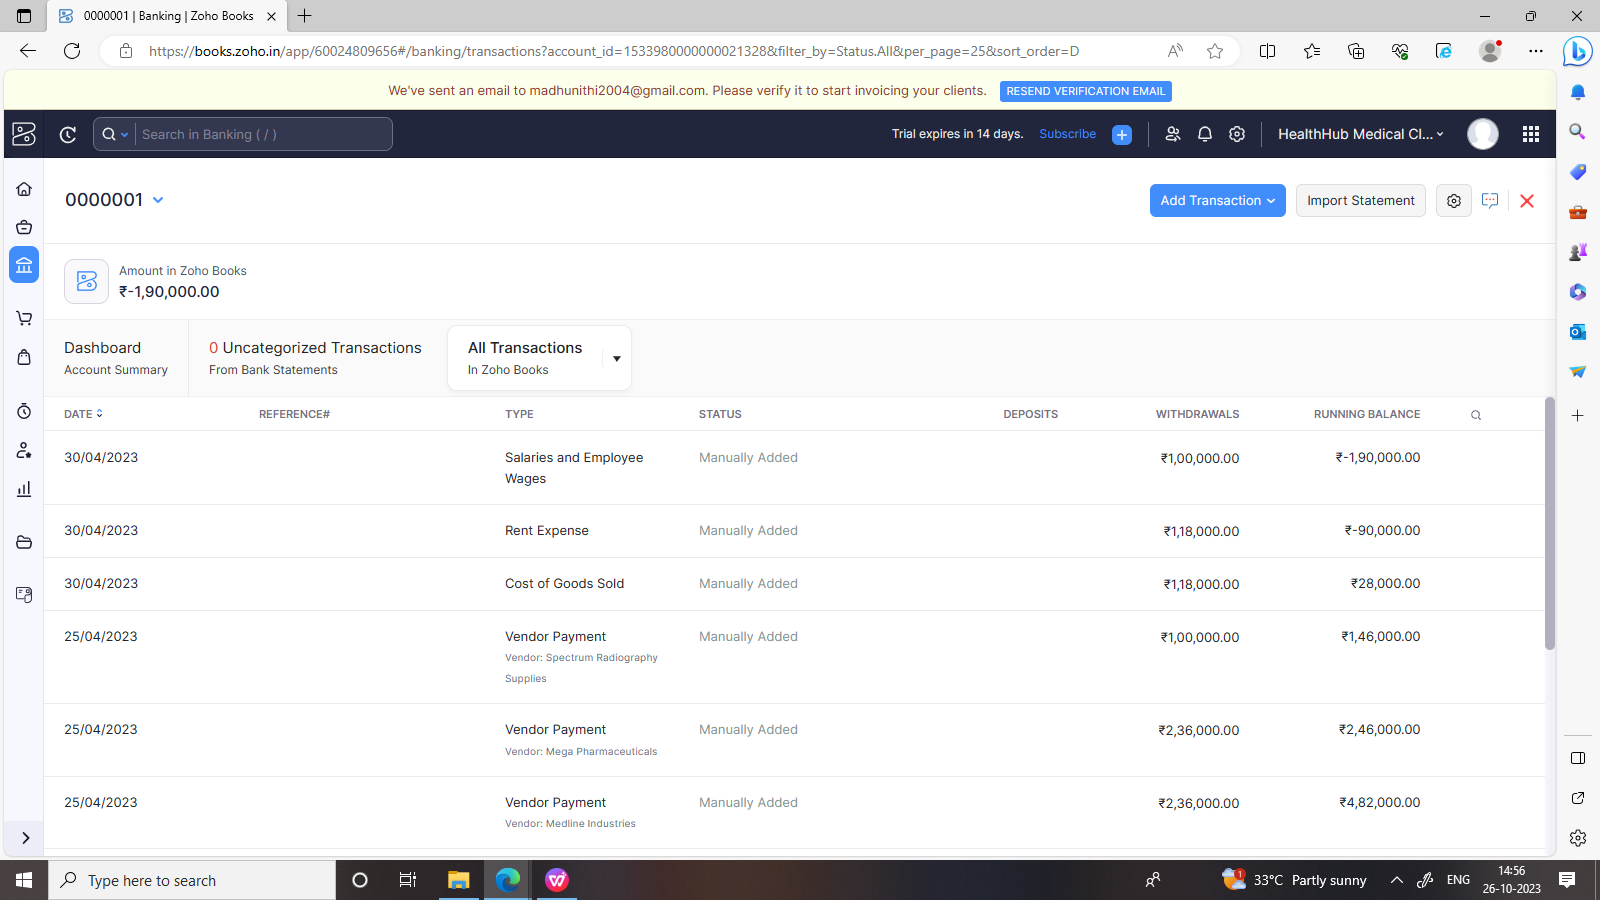 0000001 | Banking | Zoho Books
https://books.zoho.in/app/60024809656#/banking/transactions?account_id=1533980000000021328&filter_by=Status.All&per_page=25&sort_order=D
We've sent an email to madhunithi2004@gmail.com. Please verify it to start invoicing your clients. RESEND VERIFICATION EMAIL
Search in Banking ( / ) Trial expires in 14 days. Subscribe HealthHub Medical Cl...
0000001 Add Transaction Import Statement
Amount in Zoho Books
₹-1,90,000.00
Dashboard 0 Uncategorized Transactions All Transactions
Account Summary From Bank Statements In Zoho Books
DATE REFERENCE# TYPE STATUS DEPOSITS WITHDRAWALS RUNNING BALANCE
30/04/2023 Salaries and Employee Manually Added ₹1,00,000.00 ₹-1,90,000.00
Wages
30/04/2023 Rent Expense Manually Added ₹1,18,000.00 ₹-90,000.00
30/04/2023 Cost of Goods Sold Manually Added ₹1,18,000.00 ₹28,000.00
25/04/2023 Vendor Payment Manually Added ₹1,00,000.00 ₹1,46,000.00
Vendor: Spectrum Radiography
Supplies
25/04/2023 Vendor Payment Manually Added ₹2,36,000.00 ₹2,46,000.00
Vendor: Mega Pharmaceuticals
25/04/2023 Vendor Payment Manually Added ₹2,36,000.00 ₹4,82,000.00
Vendor: Medline Industries
Type here to search 1 33°C Partly sunny ENG 14:56
26-10-2023